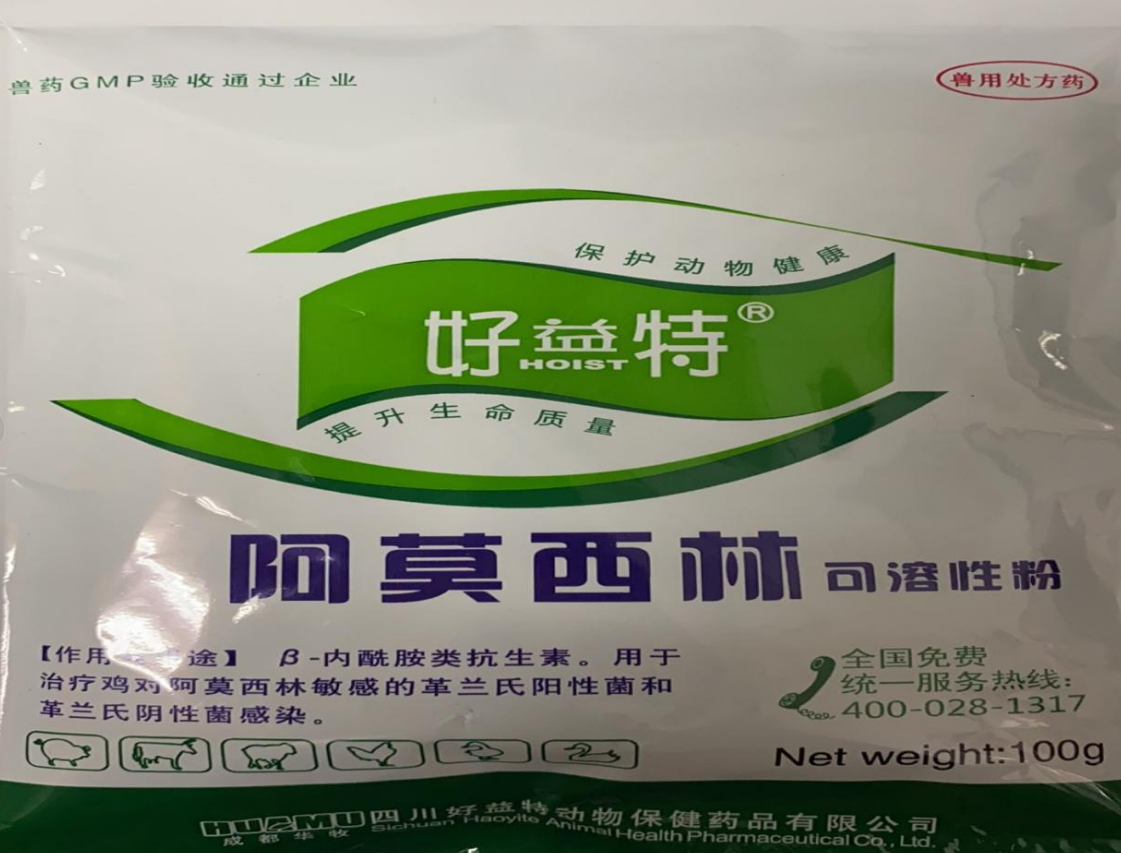 兽药GMP验收通过企业
兽用处方药
保护动物健康
好益特®
HOIST
提升生命质量
阿莫西林可溶性粉
【作用 途】 β-内酰胺类抗生素。用于
治疗鸡对阿莫西林敏感的革兰氏阳性菌和
革兰氏阴性菌感染。
全国免费
统一服务热线:
400-028-1317
Net weight:100g
HUAMU 四川好益特动物保健药品有限公司
成都华牧 Sichuan Haoyite Animal Health Pharmaceutical Co., Ltd.